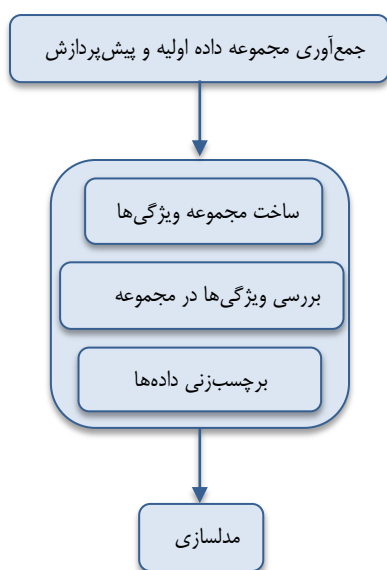 جمع‌آوری مجموعه داده اولیه و پیش‌پردازش
ساخت مجموعه ویژگی‌ها
بررسی ویژگی‌ها در مجموعه
برچسب‌زنی داده‌ها
مدلسازی